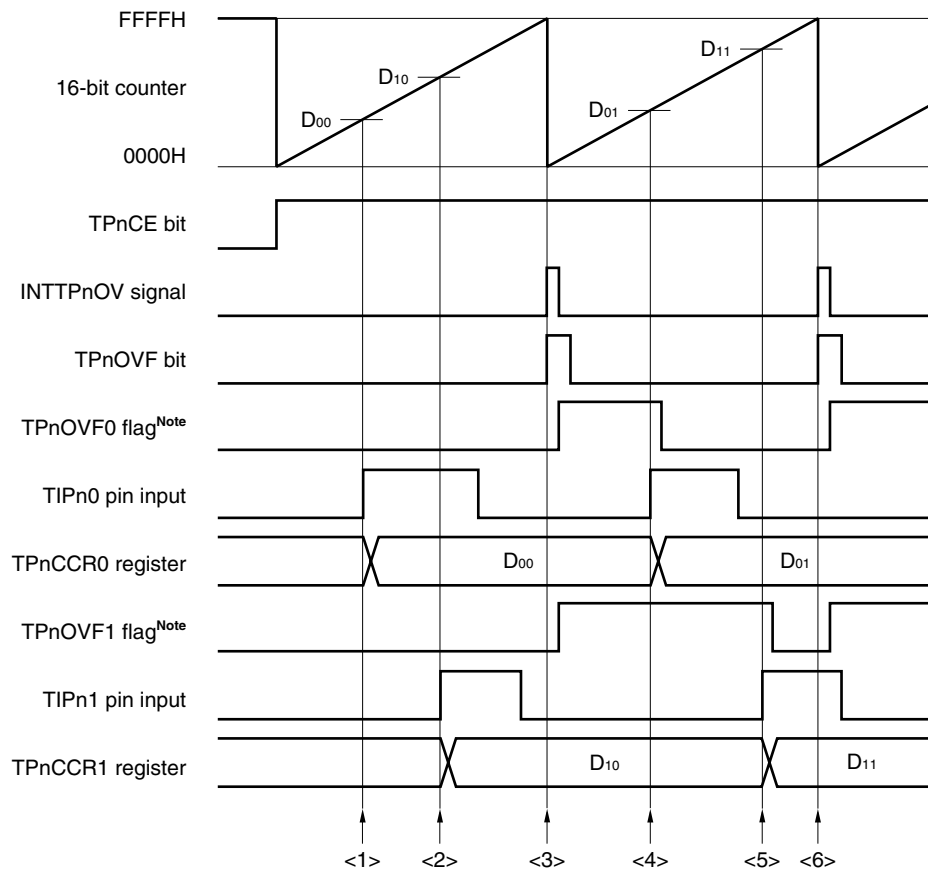 FFFFH
16-bit counter
0000H
D00
D10
D01
D11
TPnCE bit
INTTPnOV signal
TPnOVF bit
TPnOVF0 flagNote
TIPn0 pin input
TPnCCR0 register
D00
D01
TPnOVF1 flagNote
TIPn1 pin input
TPnCCR1 register
D10
D11
<1> <2> <3> <4> <5> <6>